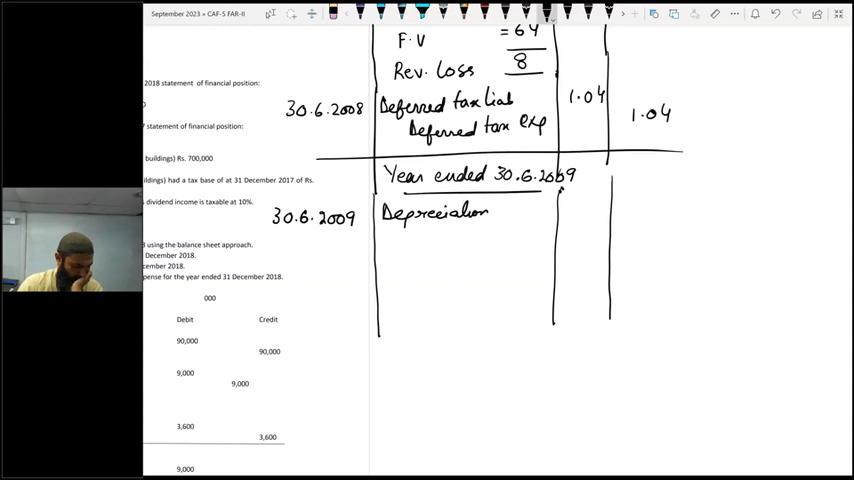 September 2023 » CAF-5 FAR-II
F.V = 64
2018 statement of financial position:
Rev. Loss 8
30.6.2008 Deferred tax liab 1.04
Deferred tax exp 1.04
statement of financial position:
buildings) Rs. 700,000
Year ended 30.6.2009
had a tax base of at 31 December 2017 of Rs.
dividend income is taxable at 10%.
30.6.2009 Depreciation
using the balance sheet approach.
December 2018.
2018.
expense for the year ended 31 December 2018.
000
Debit Credit
90,000
90,000
9,000
9,000
3,600
3,600
9,000